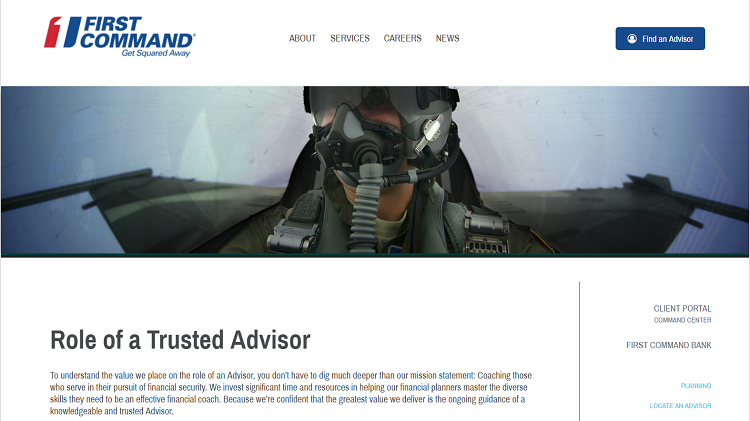 FIRST
COMMAND®
Get Squared Away
ABOUT SERVICES CAREERS NEWS
Find an Advisor
Role of a Trusted Advisor
To understand the value we place on the role of an Advisor, you don't have to dig much deeper than our mission statement: Coaching those
who serve in their pursuit of financial security. We invest significant time and resources in helping our financial planners master the diverse
skills they need to be an effective financial coach. Because we're confident that the greatest value we deliver is the ongoing guidance of a
knowledgeable and trusted Advisor.
CLIENT PORTAL
COMMAND CENTER
FIRST COMMAND BANK
PLANNING
LOCATE AN ADVISOR